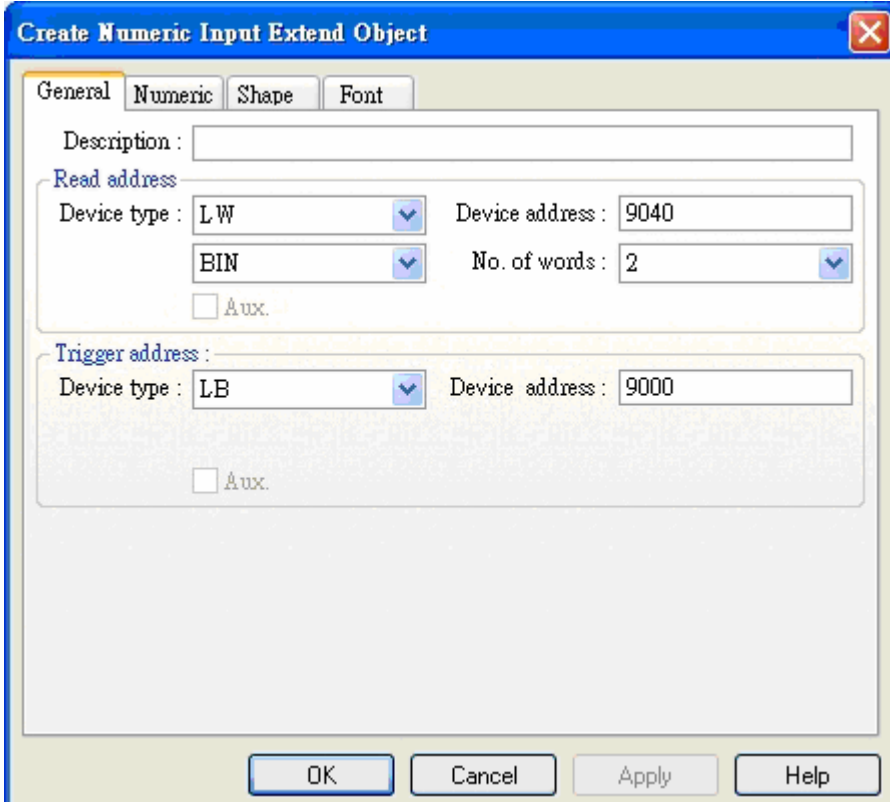 Create Numeric Input Extend Object
General Numeric Shape Font
Description :
Read address
Device type : LW Device address : 9040
BIN No. of words : 2
Aux.
Trigger address :
Device type : LB Device address : 9000
Aux.
OK Cancel Apply Help